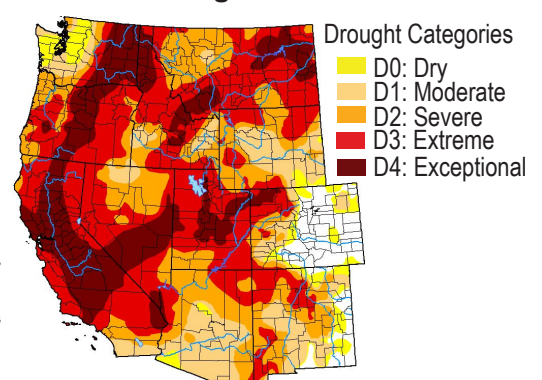 Drought Categories
D0: Dry
D1: Moderate
D2: Severe
D3: Extreme
D4: Exceptional